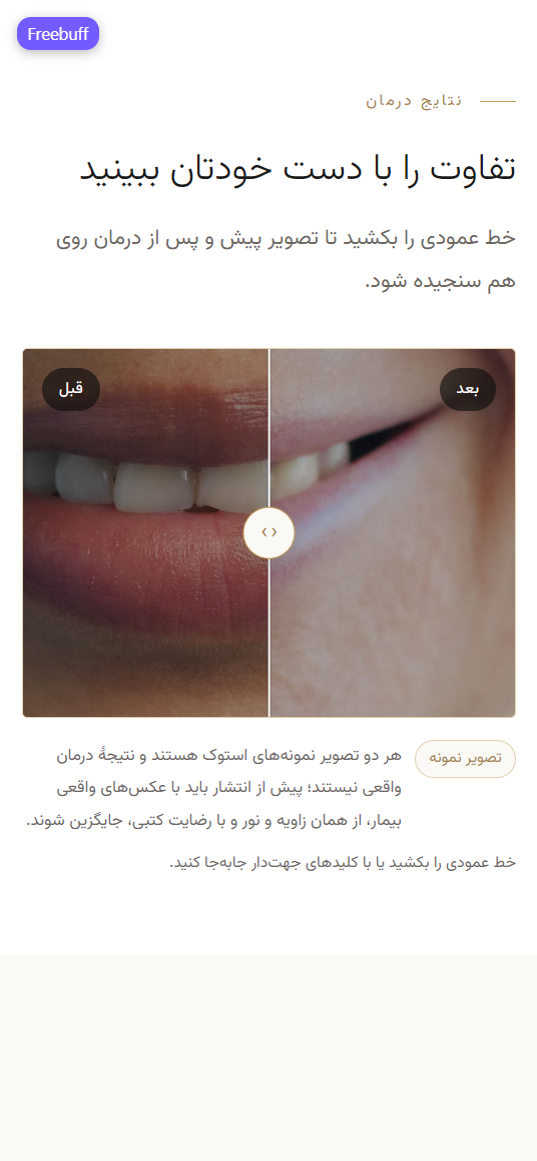 Freebuff
نتایج درمان
تفاوت را با دست خودتان ببینید
خط عمودی را بکشید تا تصویر پیش و پس از درمان روی
هم سنجیده شود.
بعد
قبل
تصویر نمونه
هر دو تصویر نمونه‌های استوک هستند و نتیجهٔ درمان
واقعی نیستند؛ پیش از انتشار باید با عکس‌های واقعی
بیمار، از همان زاویه و نور و با رضایت کتبی، جایگزین شوند.
خط عمودی را بکشید یا با کلیدهای جهت‌دار جابه‌جا کنید.